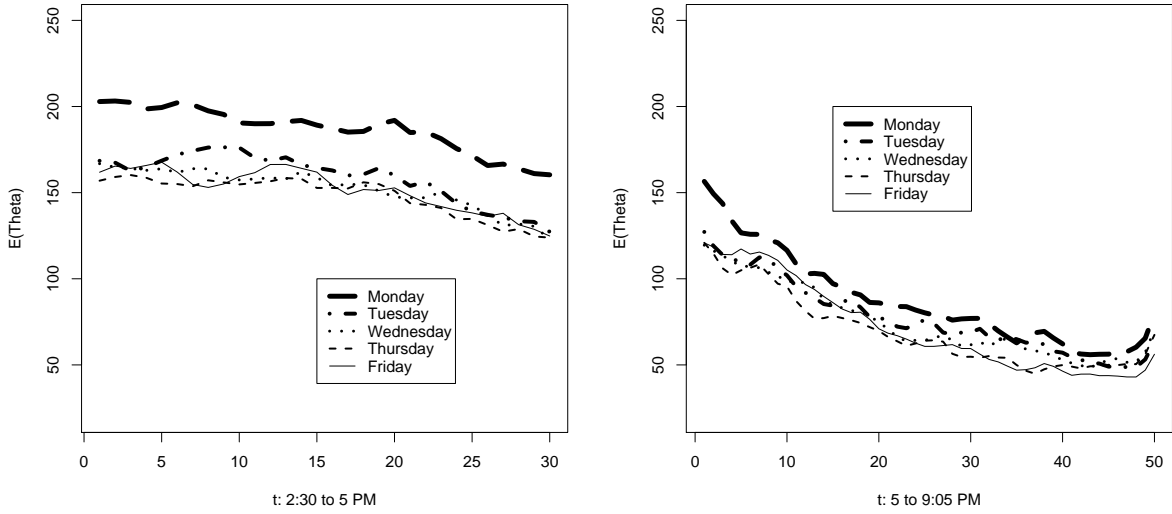 250
200
150
100
50
E(Theta)
Monday
Tuesday
Wednesday
Thursday
Friday
0 5 10 15 20 25 30
t: 2:30 to 5 PM
250
200
150
100
50
E(Theta)
Monday
Tuesday
Wednesday
Thursday
Friday
0 10 20 30 40 50
t: 5 to 9:05 PM